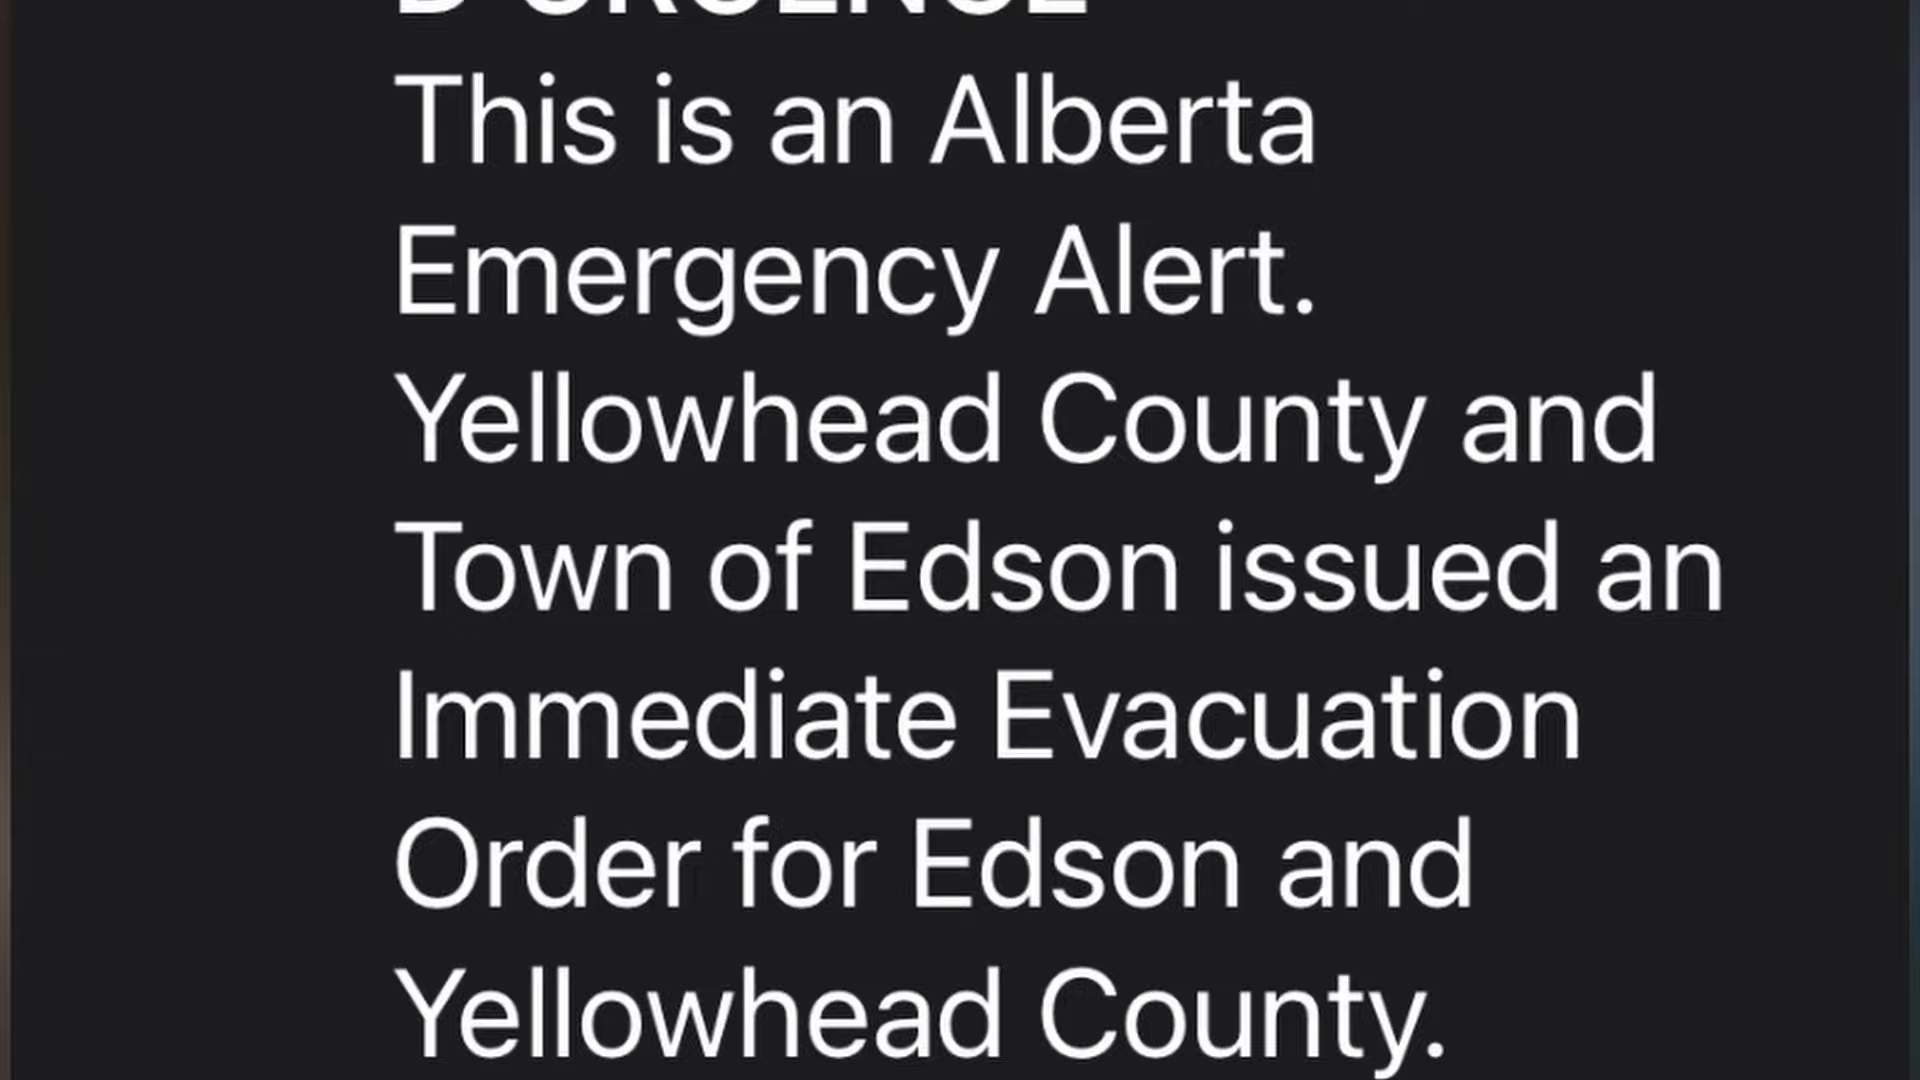 D'URGENCE
This is an Alberta
Emergency Alert.
Yellowhead County and
Town of Edson issued an
Immediate Evacuation
Order for Edson and
Yellowhead County.